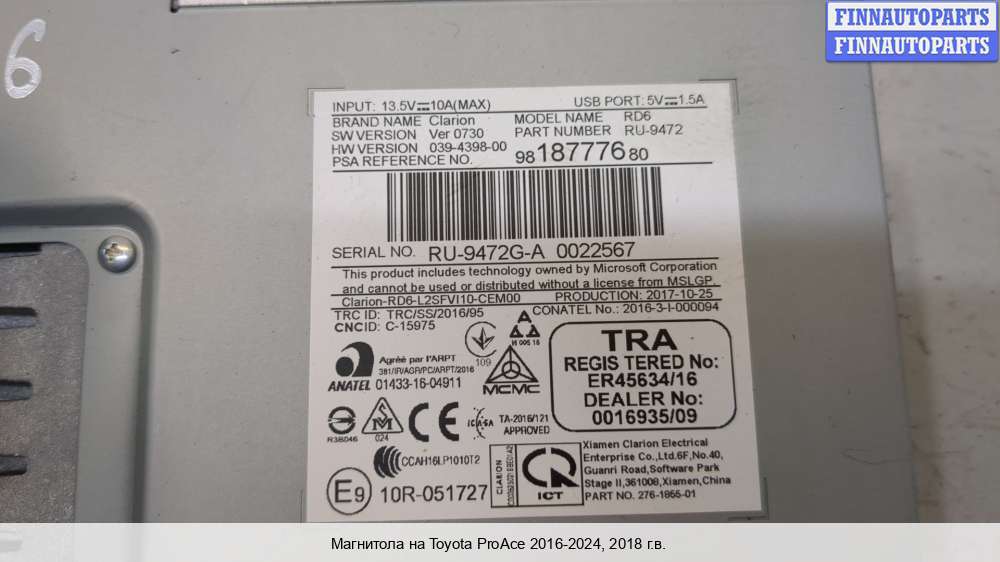 6
FINNAUTOPARTS
FINNAUTOPARTS
INPUT: 13.5V⎓10A(MAX) USB PORT: 5V⎓1.5A
BRAND NAME Clarion MODEL NAME RD6
SW VERSION Ver 0730 PART NUMBER RU-9472
HW VERSION 039-4398-00
PSA REFERENCE NO. 98 187776 80
SERIAL NO. RU-9472G-A 0022567
This product includes technology owned by Microsoft Corporation
and cannot be used or distributed without a license from MSLGP.
Clarion-RD6-L2SFVI10-CEM00 PRODUCTION: 2017-10-25
TRC ID: TRC/SS/2016/95 CONATEL No.: 2016-3-I-000094
CNCID: C-15975
TRA
REGISTERED No:
ER45634/16
DEALER No:
0016935/09
Agréé par l'ARPT
381/IR/AGR/PC/ARPT/2016
ANATEL 01433-16-04911
109
MCMC
R38046
024
CE
ICASA
TA-2016/121
APPROVED
CCAH16LP1010T2
E9 10R-051727
CLARION
ICT
Xiamen Clarion Electrical
Enterprise Co.,Ltd.6F,No.40,
Guanri Road,Software Park
Stage II,361008,Xiamen,China
PART NO. 276-1855-01
Магнитола на Toyota ProAce 2016-2024, 2018 г.в.